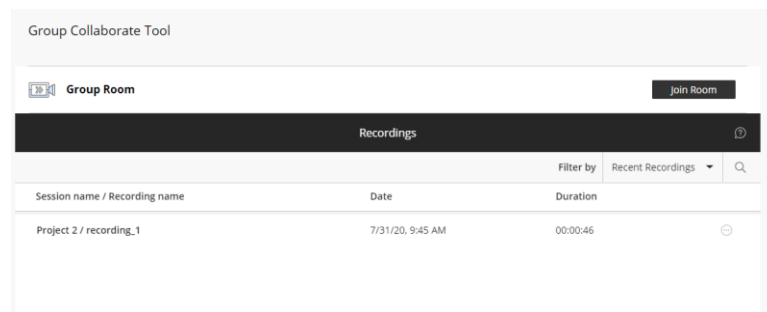 Group Collaborate Tool
Group Room
Join Room
Recordings
Filter by Recent Recordings
Session name / Recording name Date Duration
Project 2 / recording_1 7/31/20, 9:45 AM 00:00:46